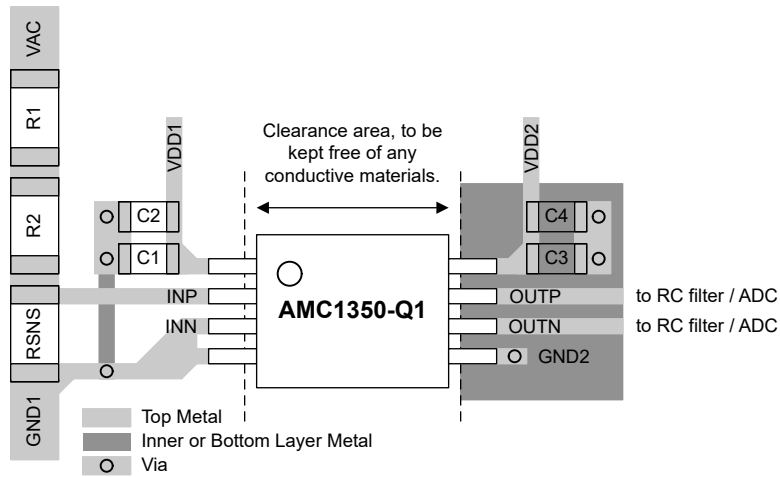 VAC
R1
R2
RSNS
GND1
VDD1
C2
C1
INP
INN
Clearance area, to be
kept free of any
conductive materials.
AMC1350-Q1
VDD2
C4
C3
OUTP
to RC filter / ADC
OUTN
to RC filter / ADC
GND2
Top Metal
Inner or Bottom Layer Metal
Via